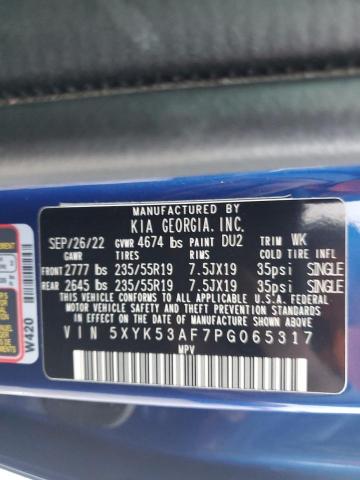 MANUFACTURED BY
KIA GEORGIA, INC.
SEP/26/22 GVWR 4674 lbs PAINT DU2 TRIM WK
GAWR TIRES RIMS COLD TIRE INFL
FRONT 2777 lbs 235/55R19 7.5JX19 35psi SINGLE
REAR 2645 lbs 235/55R19 7.5JX19 35psi SINGLE
THIS VEHICLE CONFORMS TO ALL APPLICABLE U.S. FEDERAL MOTOR
VEHICLE SAFETY STANDARDS IN EFFECT ON THE DATE OF MANUFACTURE
SHOWN ABOVE.
VIN 5XYK53AF7PG065317
MPV
W420